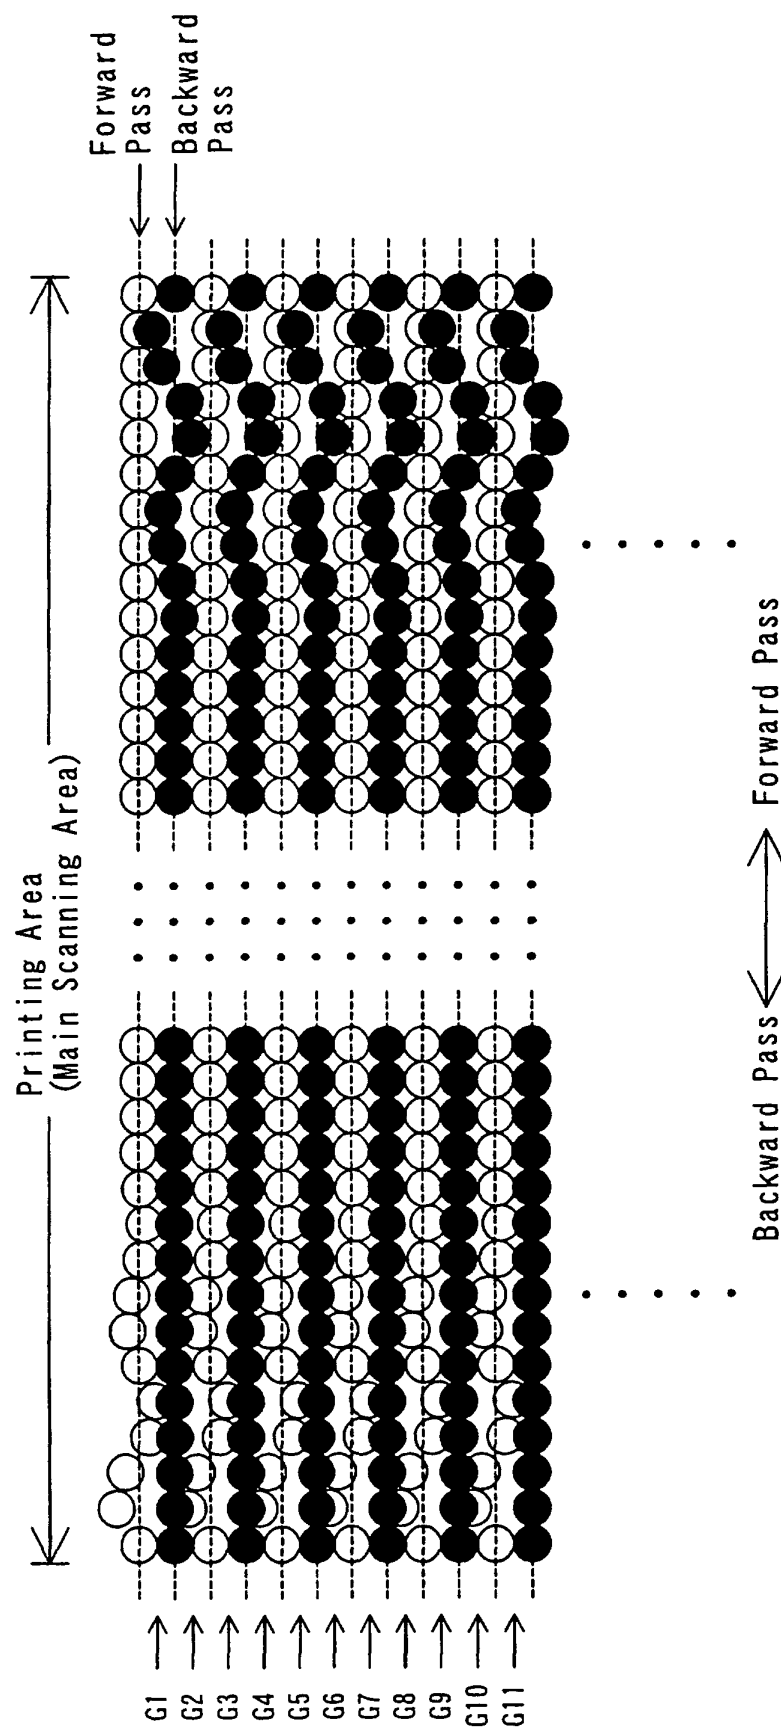 Printing Area
(Main Scanning Area)
Forward
Pass
Backward
Pass
G1
G2
G3
G4
G5
G6
G7
G8
G9
G10
G11
Backward Pass
Forward Pass